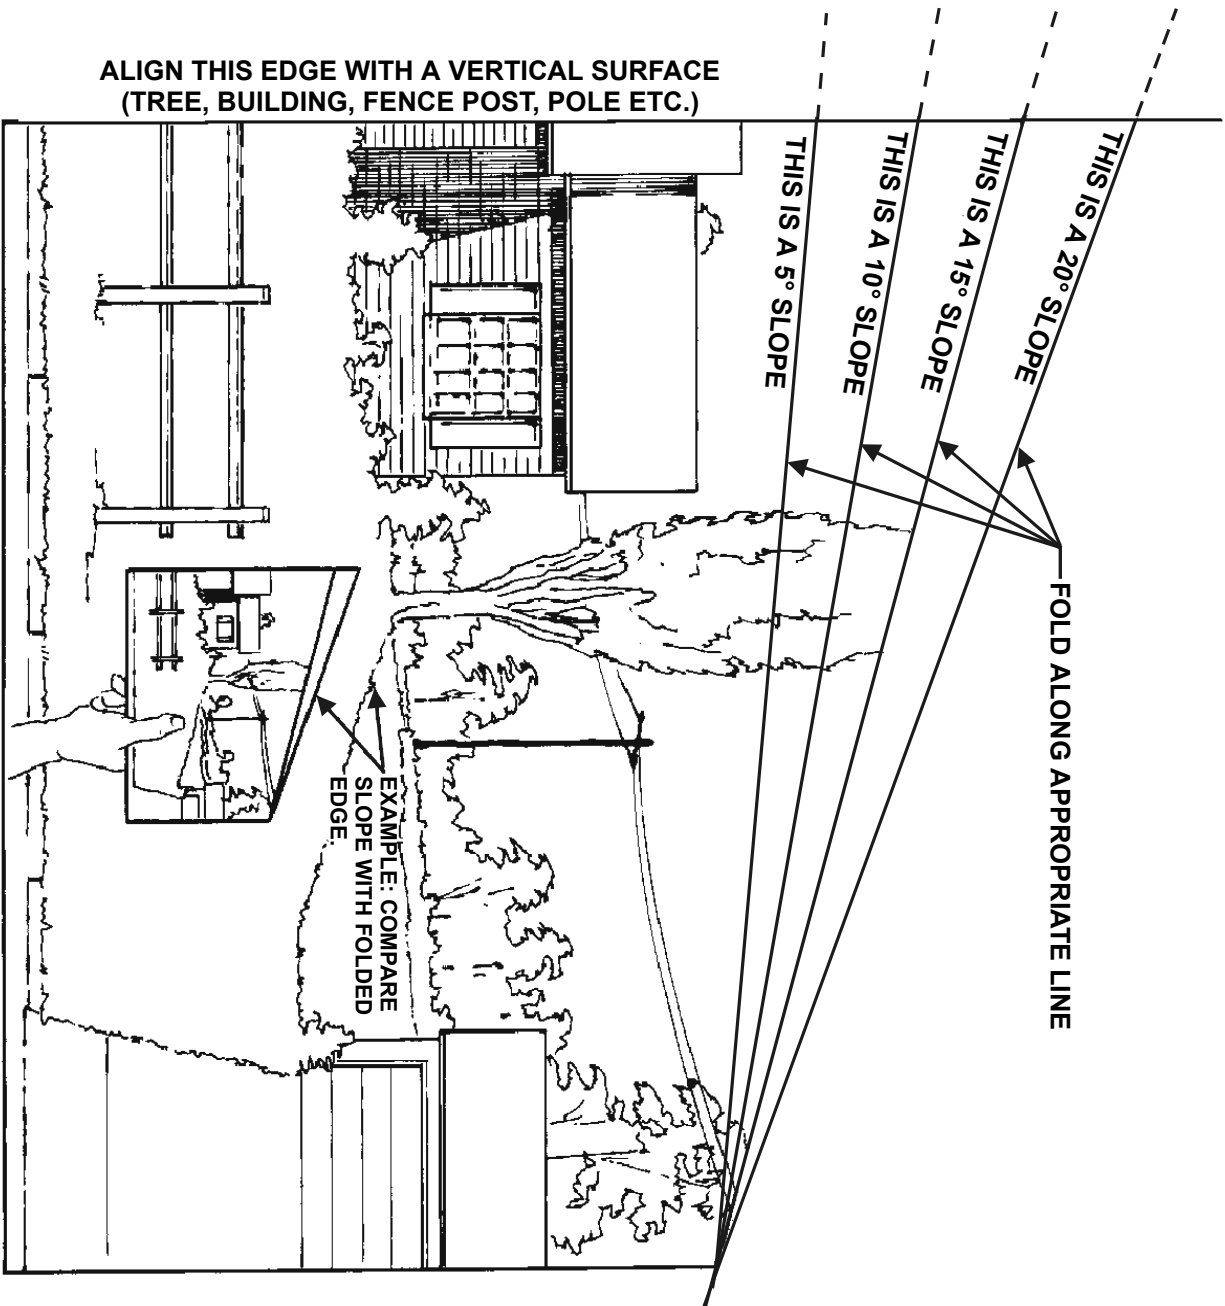 ALIGN THIS EDGE WITH A VERTICAL SURFACE
(TREE, BUILDING, FENCE POST, POLE ETC.)
THIS IS A 20° SLOPE
THIS IS A 15° SLOPE
THIS IS A 10° SLOPE
THIS IS A 5° SLOPE
FOLD ALONG APPROPRIATE LINE
EXAMPLE: COMPARE
SLOPE WITH FOLDED
EDGE.